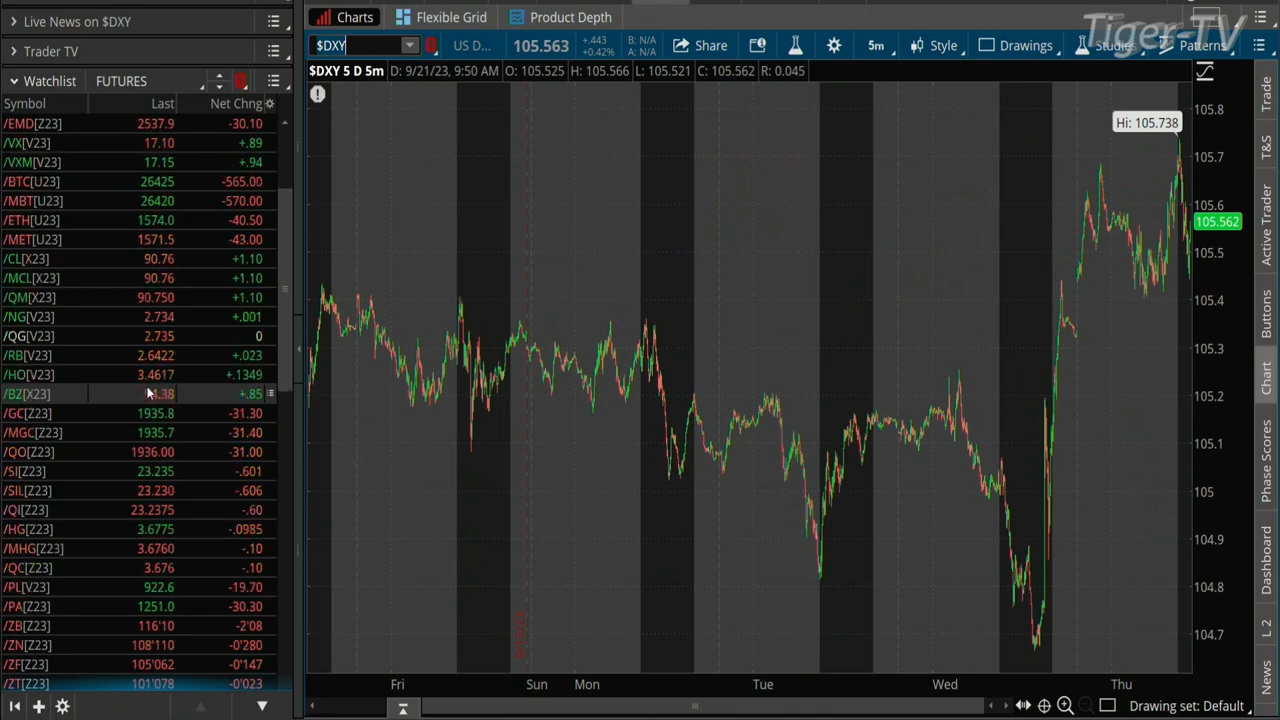 Live News on $DXY
Charts
Flexible Grid
Product Depth
Tiger-TV
Trader TV
$DXY
US D...
105.563
+.443
+0.42%
B: N/A
A: N/A
Share
5m
Style
Drawings
Studies
Patterns
Watchlist
FUTURES
$DXY 5 D 5m
D: 9/21/23, 9:50 AM
O: 105.525
H: 105.566
L: 105.521
C: 105.562
R: 0.045
Symbol Last Net Chng
/EMD[Z23] 2537.9 -30.10
/VX[V23] 17.10 +.89
/VXM[V23] 17.15 +.94
/BTC[U23] 26425 -565.00
/MBT[U23] 26420 -570.00
/ETH[U23] 1574.0 -40.50
/MET[U23] 1571.5 -43.00
/CL[X23] 90.76 +1.10
/MCL[X23] 90.76 +1.10
/QM[X23] 90.750 +1.10
/NG[V23] 2.734 +.001
/QG[V23] 2.735 0
/RB[V23] 2.6422 +.023
/HO[V23] 3.4617 +.1349
/BZ[X23] +.85
/GC[Z23] 1935.8 -31.30
/MGC[Z23] 1935.7 -31.40
/QO[Z23] 1936.00 -31.00
/SI[Z23] 23.235 -.601
/SIL[Z23] 23.230 -.606
/QI[Z23] 23.2375 -.60
/HG[Z23] 3.6775 -.0985
/MHG[Z23] 3.6760 -.10
/QC[Z23] 3.676 -.10
/PL[V23] 922.6 -19.70
/PA[Z23] 1251.0 -30.30
/ZB[Z23] 116'10 -2'08
/ZN[Z23] 108'110 -0'280
/ZF[Z23] 105'062 -0'147
/ZT[Z23] 101'078 -0'023
Hi: 105.738
105.8
105.7
105.6
105.562
105.5
105.4
105.3
105.2
105.1
105
104.9
104.8
104.7
Fri
Sun
Mon
Tue
Wed
Thu
Trade
T&S
Active Trader
Buttons
Chart
Phase Scores
Dashboard
L 2
News
Drawing set: Default